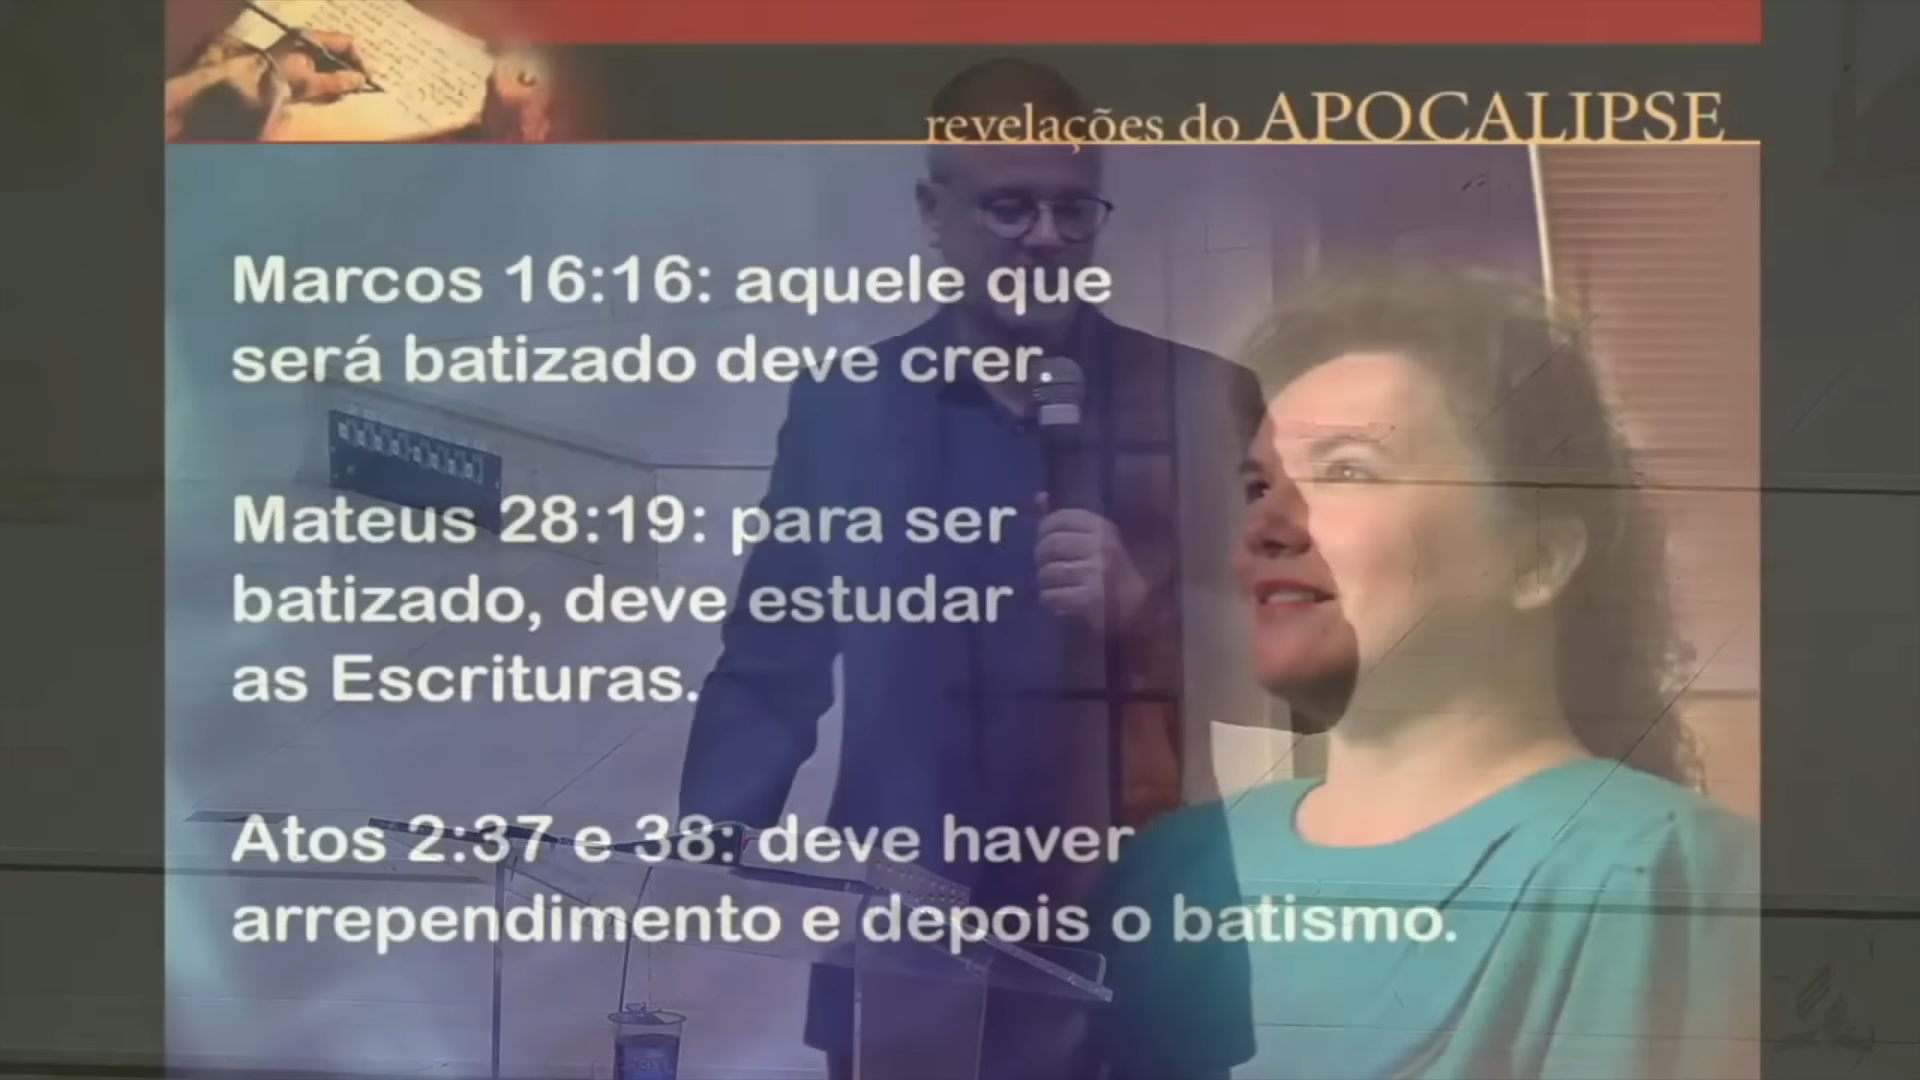 revelações do APOCALIPSE
Marcos 16:16: aquele que
será batizado deve crer.
Mateus 28:19: para ser
batizado, deve estudar
as Escrituras.
Atos 2:37 e 38: deve haver
arrependimento e depois o batismo.